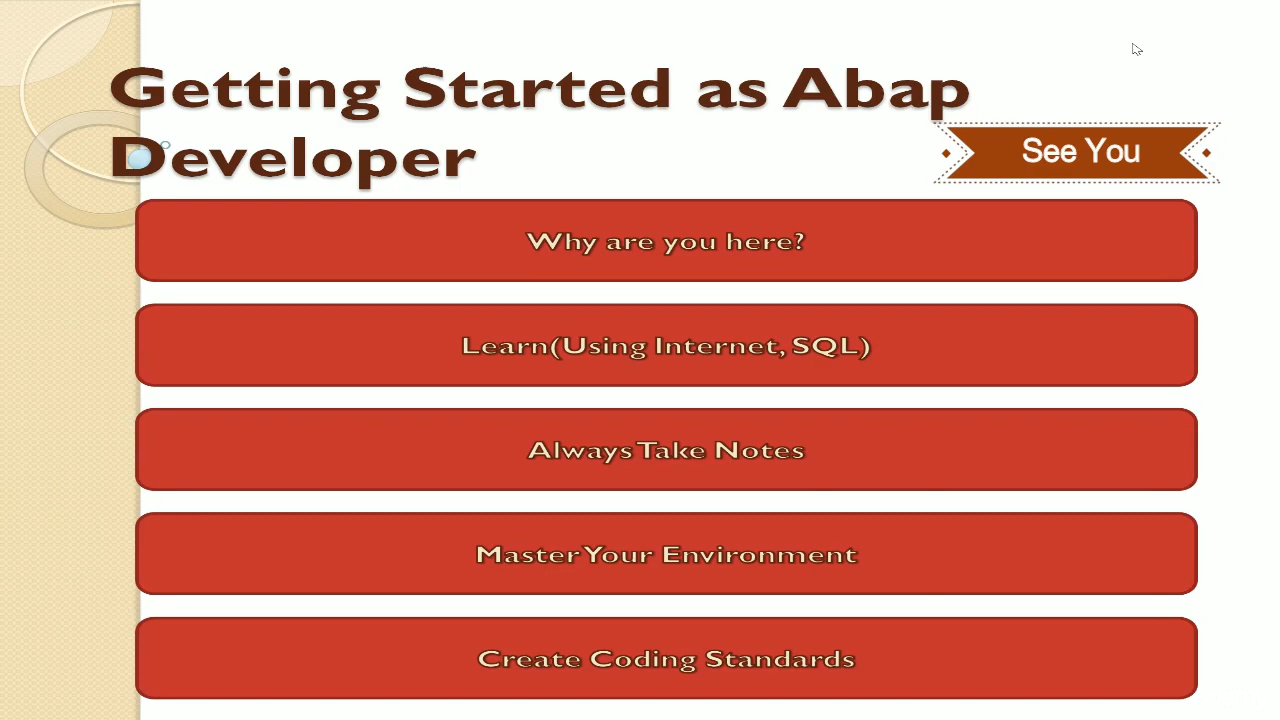 Getting Started as Abap
Developer
See You
Why are you here?
Learn(Using Internet, SQL)
Always Take Notes
Master Your Environment
Create Coding Standards